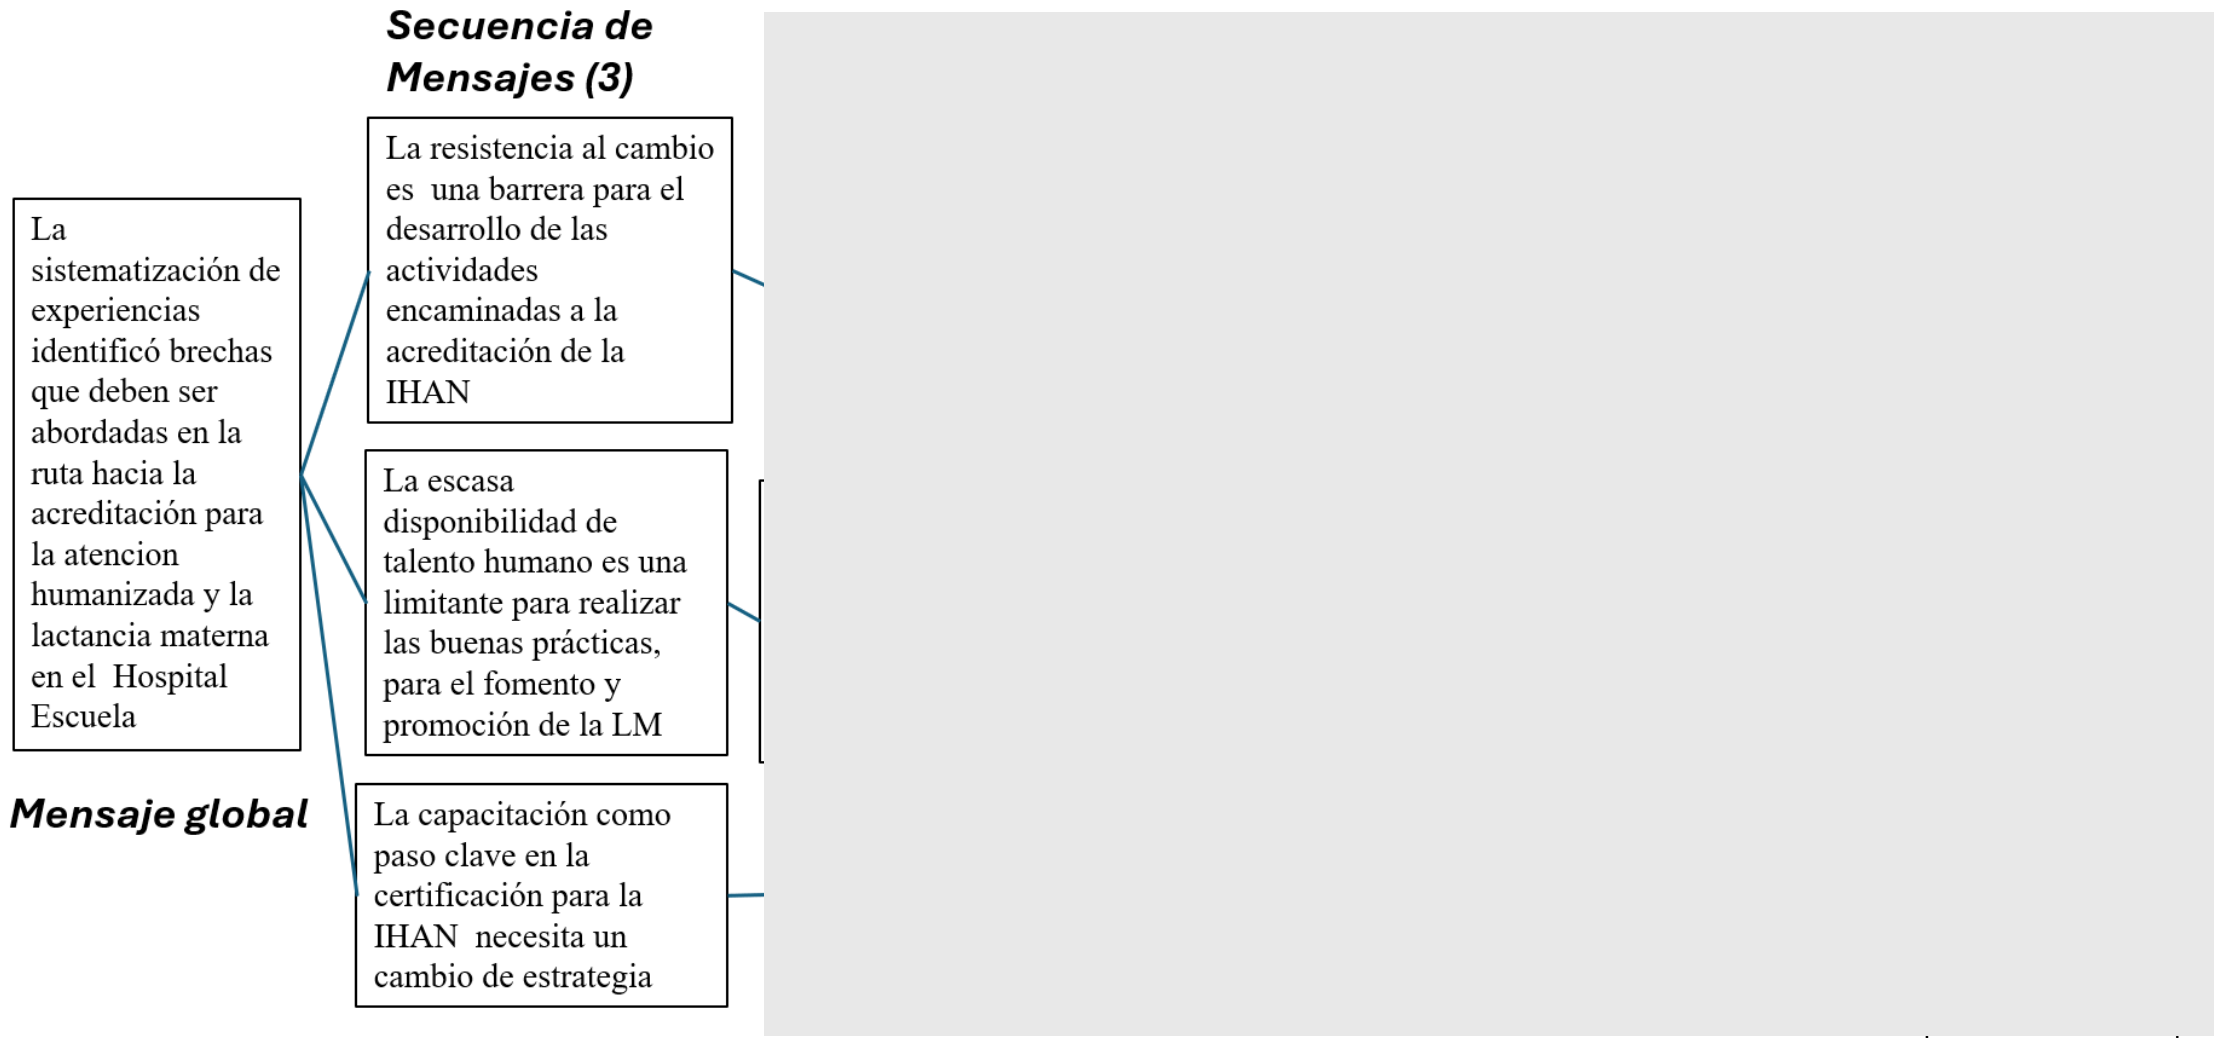 Secuencia de
Mensajes (3)
La resistencia al cambio
es una barrera para el
desarrollo de las
actividades
encaminadas a la
acreditación de la
IHAN
La
sistematización de
experiencias
identificó brechas
que deben ser
abordadas en la
ruta hacia la
acreditación para
la atencion
humanizada y la
lactancia materna
en el Hospital
Escuela
La escasa
disponibilidad de
talento humano es una
limitante para realizar
las buenas prácticas,
para el fomento y
promoción de la LM
Mensaje global
La capacitación como
paso clave en la
certificación para la
IHAN necesita un
cambio de estrategia